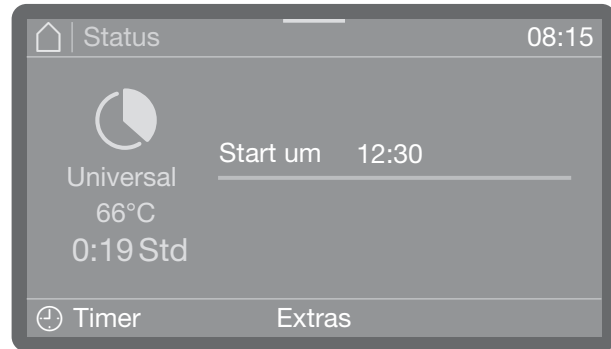 Status 08:15
Start um 12:30
Universal
66°C
0:19 Std
Timer Extras